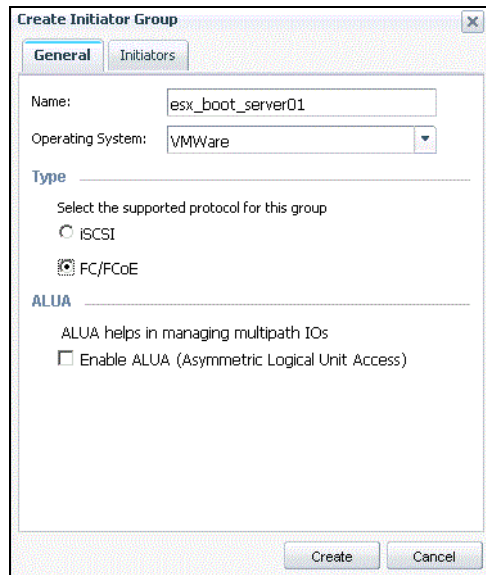 Create Initiator Group
General Initiators
Name: esx_boot_server01
Operating System: VMWare
Type
Select the supported protocol for this group
iSCSI
FC/FCoE
ALUA
ALUA helps in managing multipath IOs
Enable ALUA (Asymmetric Logical Unit Access)
Create Cancel